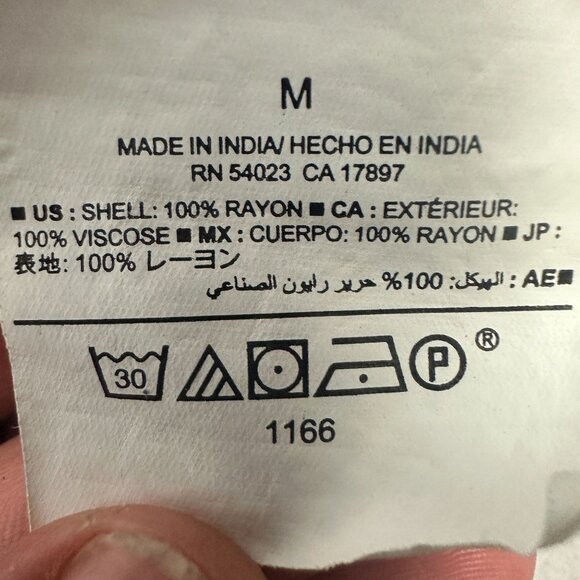 M
MADE IN INDIA/ HECHO EN INDIA
RN 54023 CA 17897
■ US : SHELL: 100% RAYON ■ CA : EXTÉRIEUR:
100% VISCOSE ■ MX : CUERPO: 100% RAYON ■ JP :
表地: 100% レーヨン
■AE : الهيكل: 100% حرير رايون الصناعي
30 P ®
1166